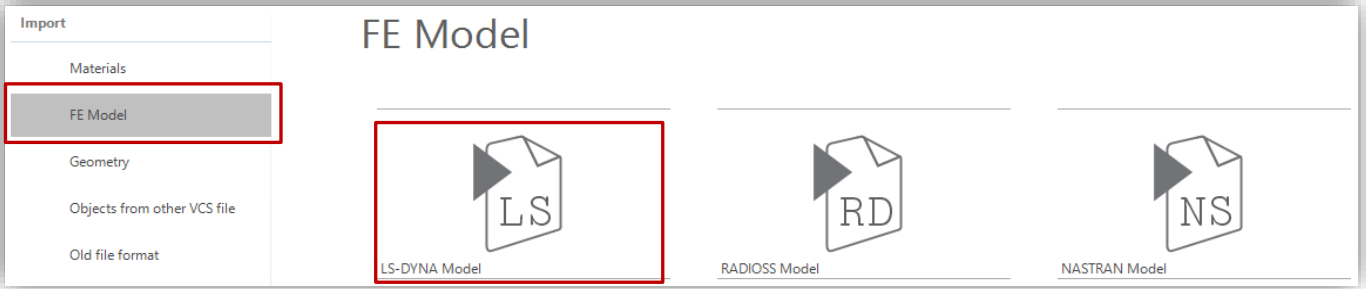 Import
Materials
FE Model
Geometry
Objects from other VCS file
Old file format
FE Model
LS
LS-DYNA Model
RD
RADIOSS Model
NS
NASTRAN Model